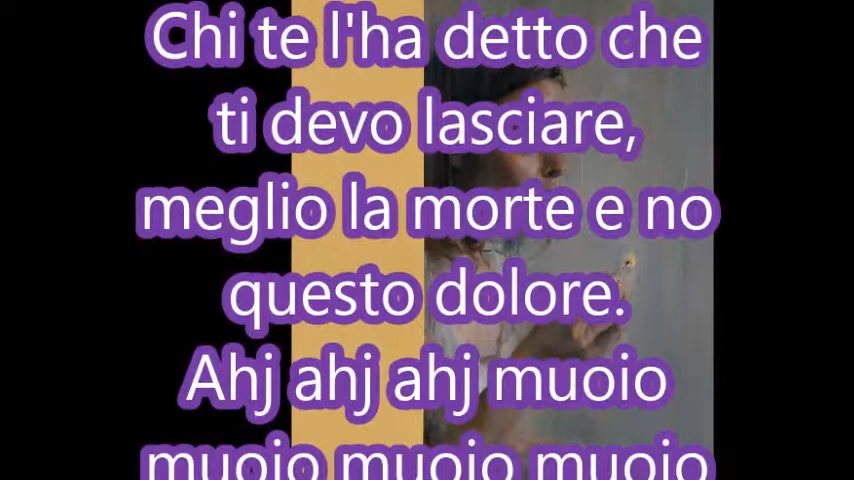 Chi te l'ha detto che
ti devo lasciare,
meglio la morte e no
questo dolore.
Ahj ahj ahj muoio
muoio muoio muoio